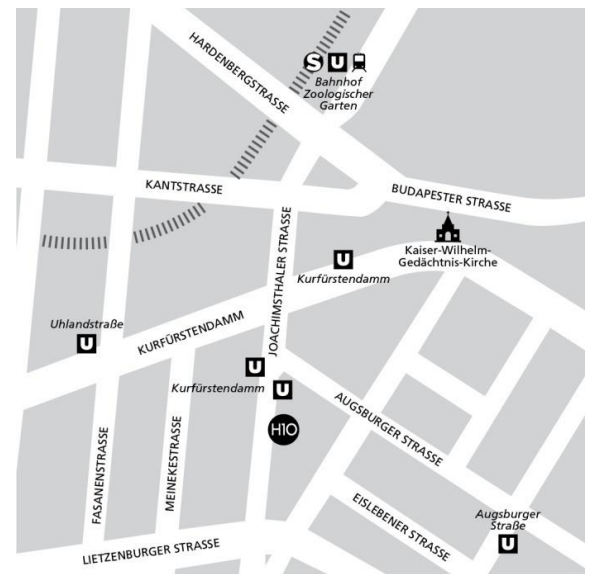 HARDENBERGSTRASSE
S U
Bahnhof
Zoologischer
Garten
KANTSTRASSE
BUDAPESTER STRASSE
JOACHIMSTHALER STRASSE
Kaiser-Wilhelm-
Gedächtnis-Kirche
U
Kurfürstendamm
Uhlandstraße
U
KURFÜRSTENDAMM
U
Kurfürstendamm
U
H10
AUGSBURGER STRASSE
FASANENSTRASSE
MEINEKESTRASSE
EISLEBENER STRASSE
Augsburger
Straße
U
LIETZENBURGER STRASSE